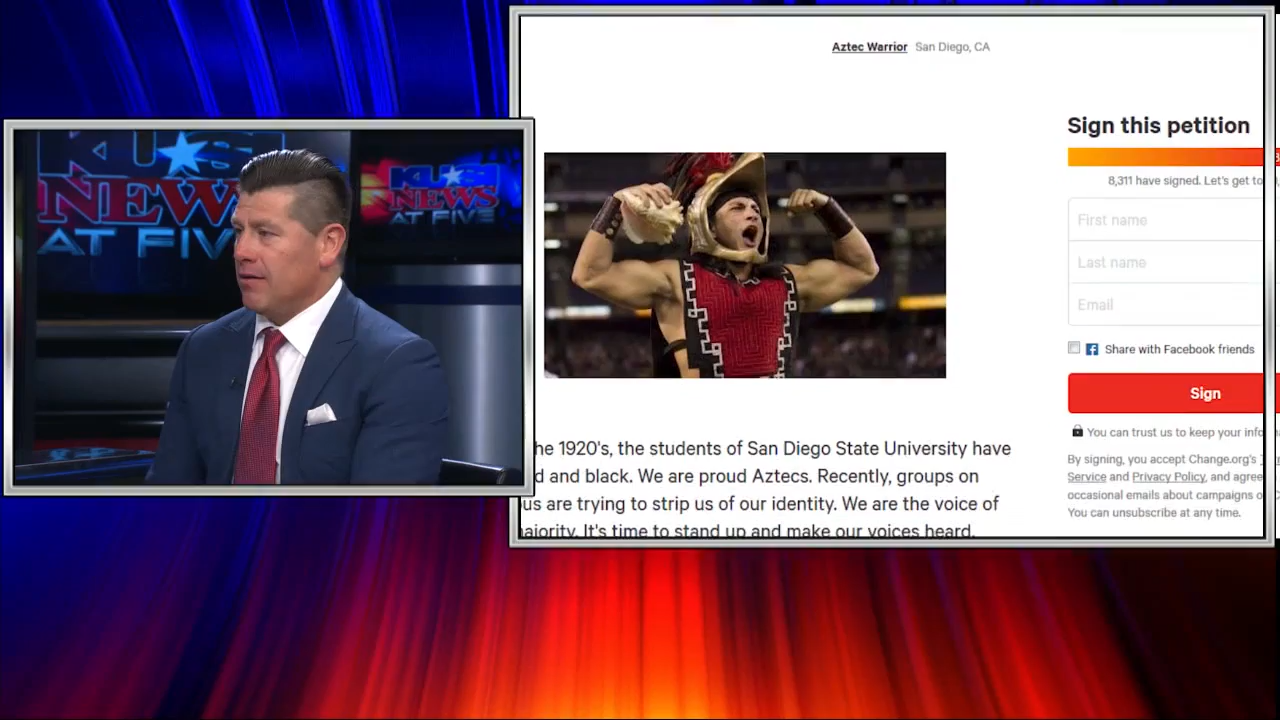 KUSI
NEWS
AT FIVE
KUSI
NEWS
AT FIVE
Aztec Warrior San Diego, CA
Sign this petition
8,311 have signed. Let's get to
First name
Last name
Email
Share with Facebook friends
Sign
You can trust us to keep your
By signing, you accept Change.org's
Service and Privacy Policy, and agree
occasional emails about campaigns
You can unsubscribe at any time.
he 1920's, the students of San Diego State University have
d and black. We are proud Aztecs. Recently, groups on
us are trying to strip us of our identity. We are the voice of
ajority. It's time to stand up and make our voices heard.